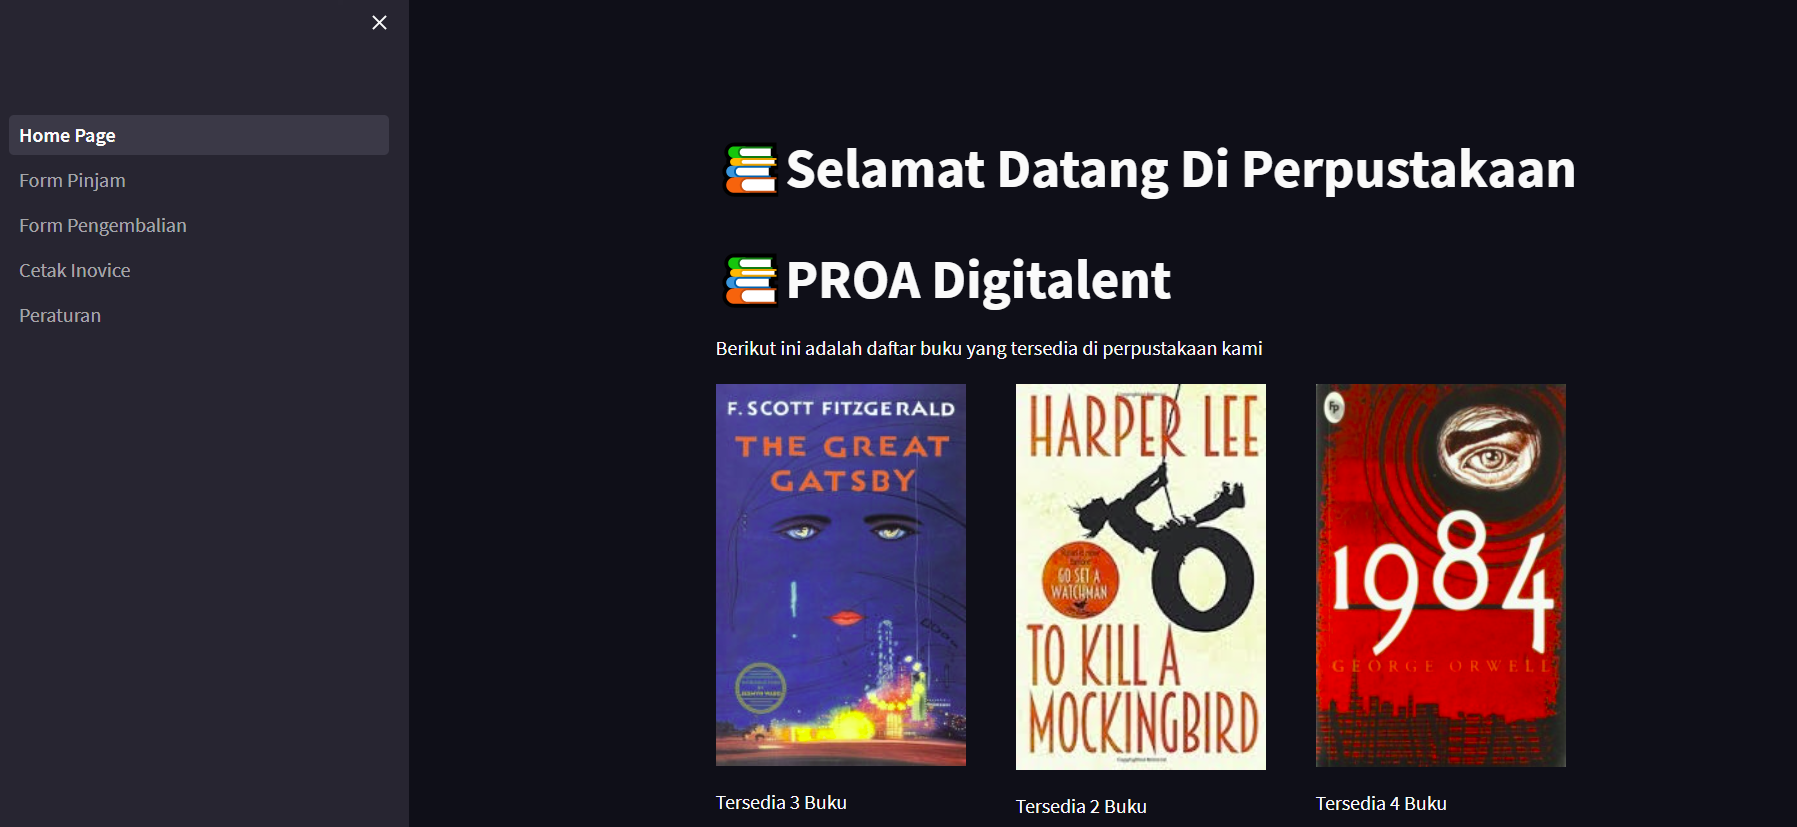 Home Page
Form Pinjam
Form Pengembalian
Cetak Inovice
Peraturan
📚Selamat Datang Di Perpustakaan
📚PROA Digitalent
Berikut ini adalah daftar buku yang tersedia di perpustakaan kami
F. SCOTT FITZGERALD
THE GREAT
GATSBY
Tersedia 3 Buku
HARPER LEE
GO SET A
WATCHMAN
TO KILL A
MOCKINGBIRD
Tersedia 2 Buku
FP
1984
GEORGE ORWELL
Tersedia 4 Buku